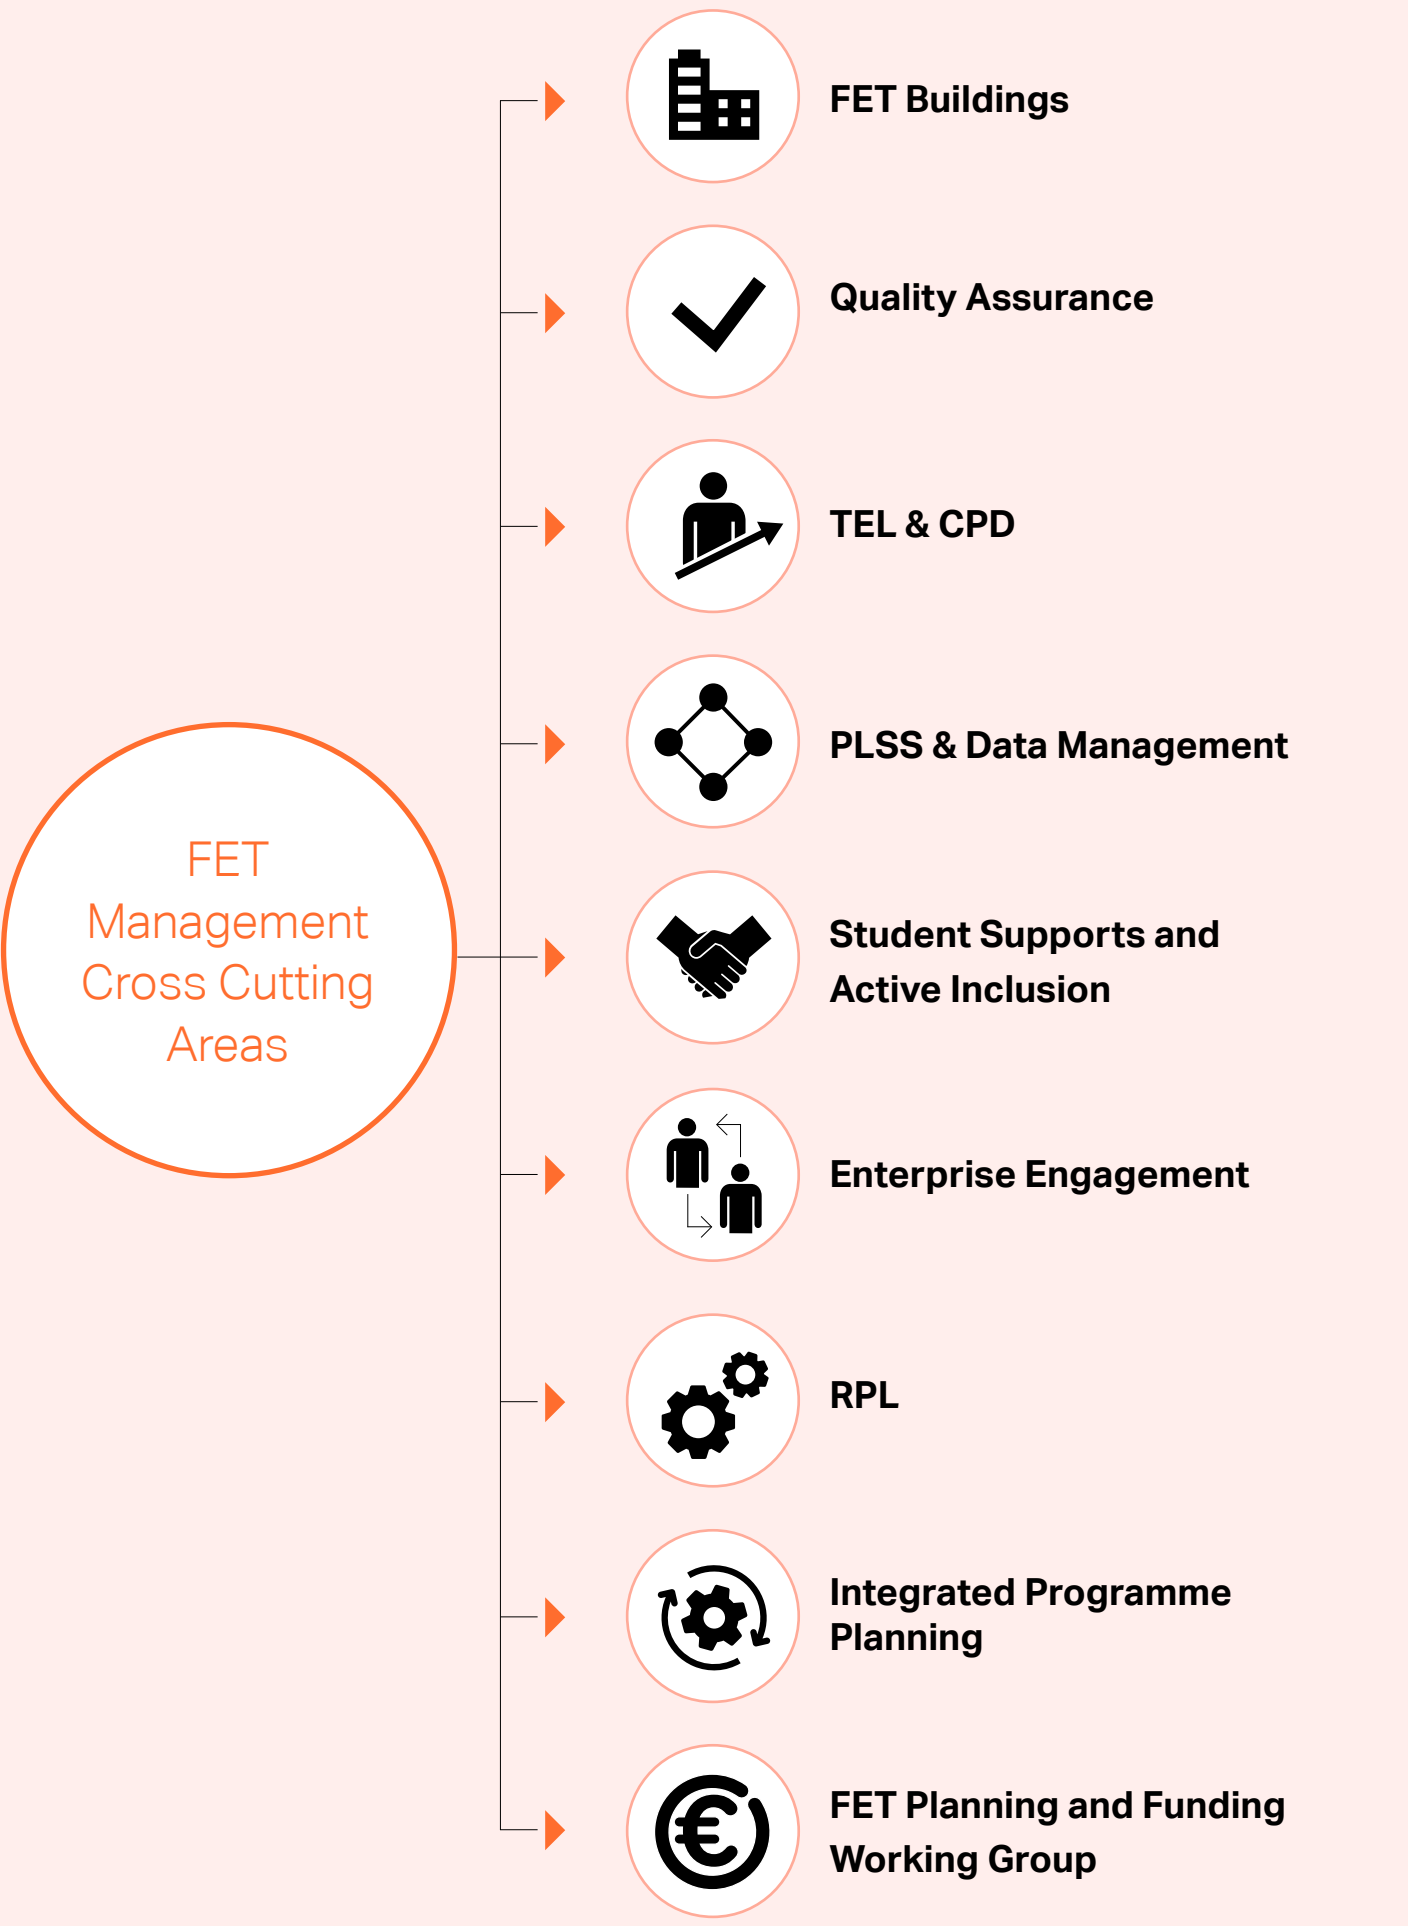 FET Buildings
Quality Assurance
TEL & CPD
PLSS & Data Management
FET
Management
Cross Cutting
Areas
Student Supports and
Active Inclusion
Enterprise Engagement
RPL
Integrated Programme
Planning
FET Planning and Funding
Working Group